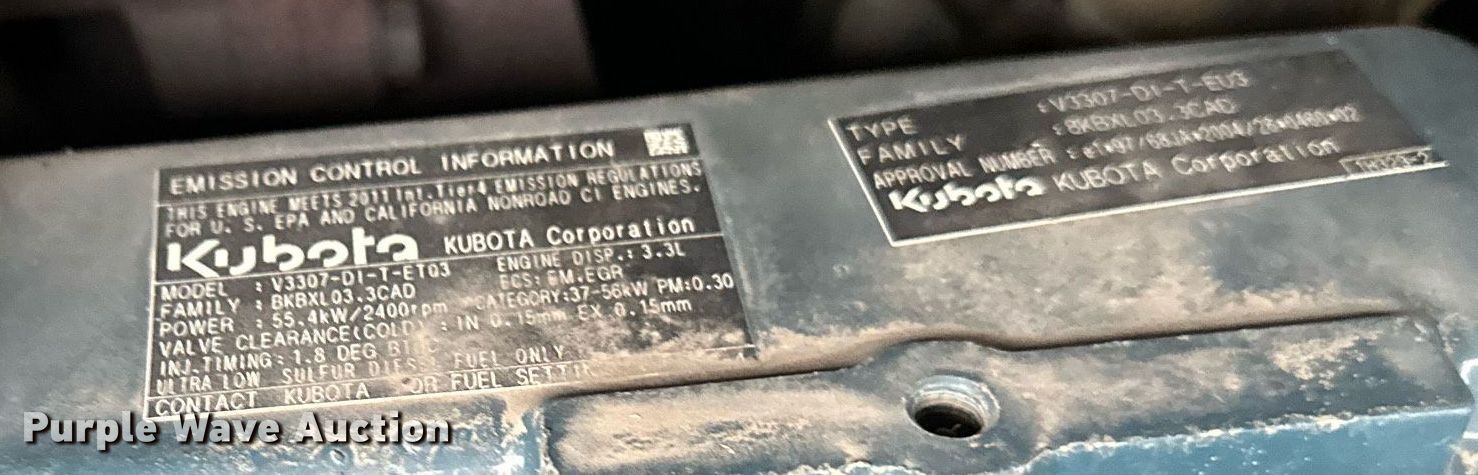 EMISSION CONTROL INFORMATION
THIS ENGINE MEETS 2011 Int.Tier4 EMISSION REGULATIONS
FOR U. S. EPA AND CALIFORNIA NONROAD CI ENGINES.
Kubota KUBOTA Corporation
MODEL : V3307-DI-T-ET03 ENGINE DISP.: 3.3L
FAMILY : BKBXL03.3CAD ECS: EM.EGR
POWER : 55.4kW/2400rpm CATEGORY:37-56kW PM:0.30
VALVE CLEARANCE(COLD) : IN 0.15mm EX 0.15mm
INJ.TIMING: 1.8 DEG
ULTRA LOW SULFUR FUEL ONLY
CONTACT KUBOTA FUEL
TYPE : V3307-DI-T-EU3
FAMILY : BKBXL03.3CAD
APPROVAL NUMBER :
Kubota KUBOTA Corporation
Purple Wave Auction